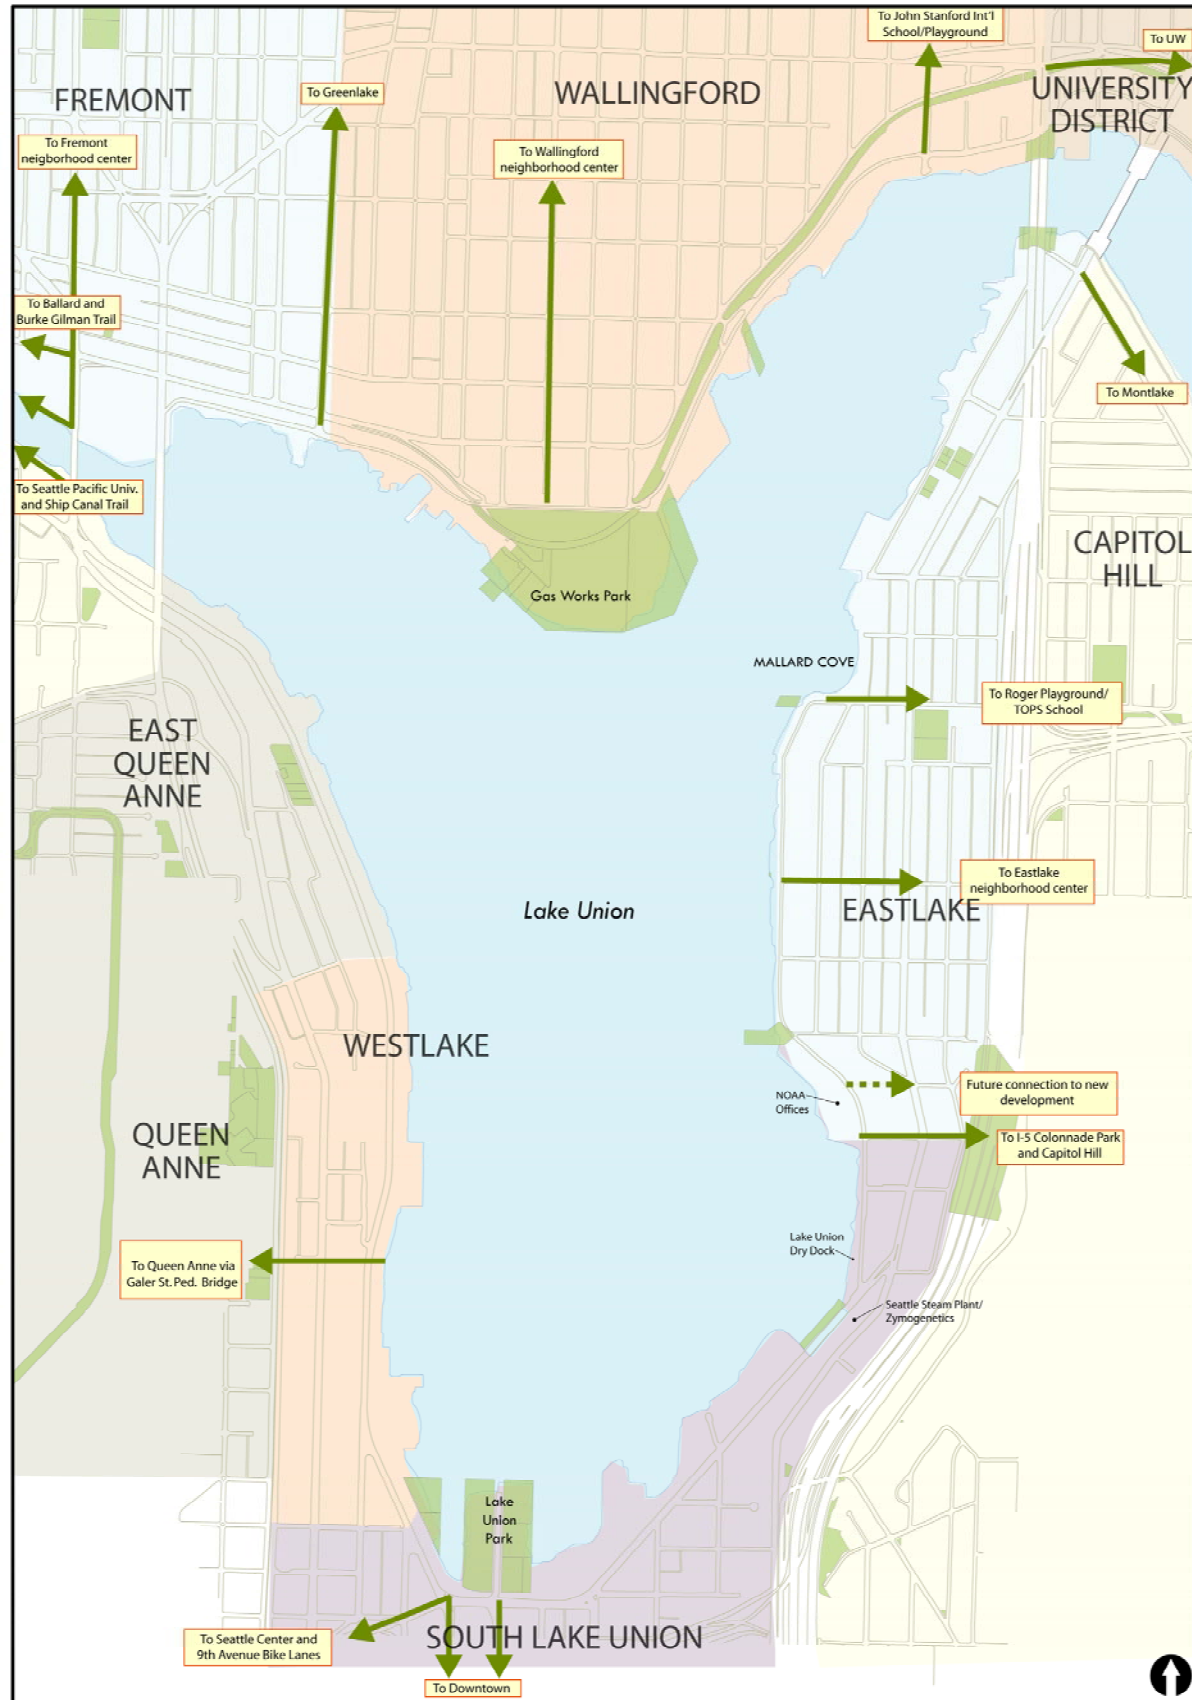 To John Stanford Int'l
School/Playground
To UW
FREMONT
To Greenlake
WALLINGFORD
UNIVERSITY
DISTRICT
To Fremont
neigborhood center
To Wallingford
neighborhood center
To Ballard and
Burke Gilman Trail
To Montlake
To Seattle Pacific Univ.
and Ship Canal Trail
CAPITOL
HILL
Gas Works Park
MALLARD COVE
To Roger Playground/
TOPS School
EAST
QUEEN
ANNE
To Eastlake
neighborhood center
Lake Union
EASTLAKE
WESTLAKE
NOAA
Offices
Future connection to new
development
QUEEN
ANNE
To I-5 Colonnade Park
and Capitol Hill
Lake Union
Dry Dock
To Queen Anne via
Galer St. Ped. Bridge
Seattle Steam Plant/
Zymogenetics
Lake
Union
Park
To Seattle Center and
9th Avenue Bike Lanes
SOUTH LAKE UNION
To Downtown